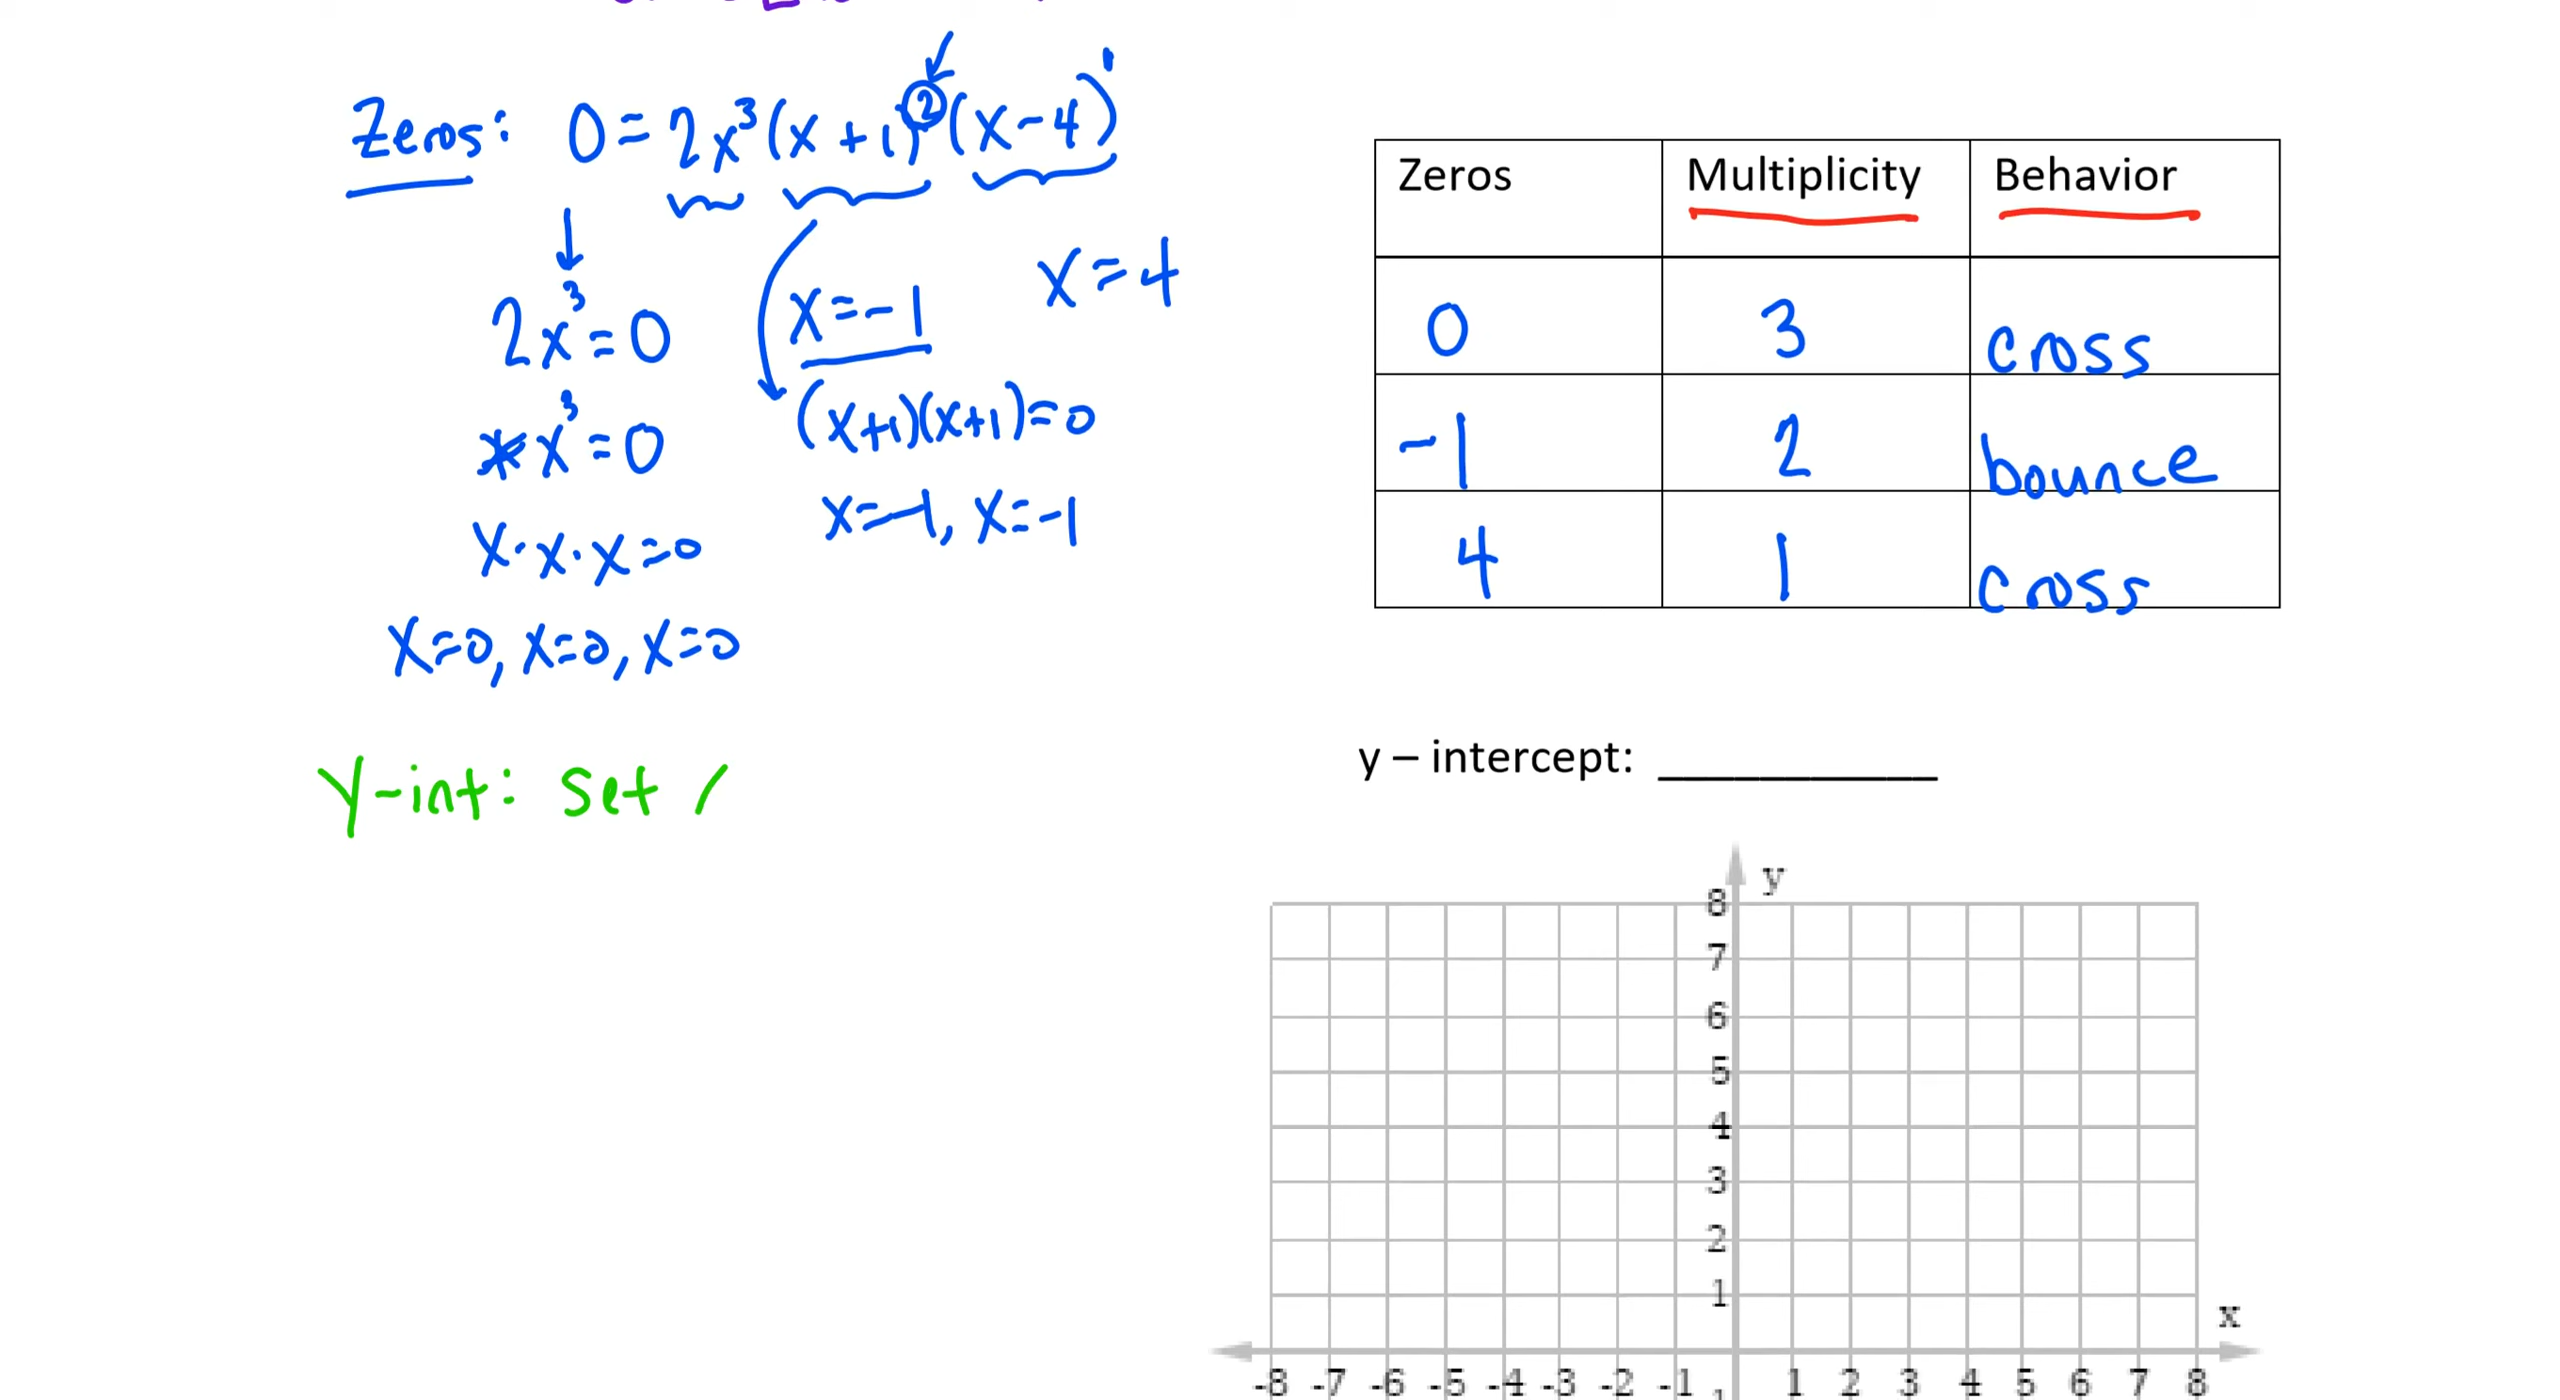 Zeros: 0 = 2x³(x + 1)²(x - 4)¹
2x³ = 0
x³ = 0
x · x · x = 0
x = 0, x = 0, x = 0
x = -1
(x+1)(x+1) = 0
x = -1, x = -1
x = 4
Zeros Multiplicity Behavior
0 3 cross
-1 2 bounce
4 1 cross
y-int: set
y – intercept: ___________
y
8
7
6
5
4
3
2
1
x
-8 -7 -6 -5 -4 -3 -2 -1 1 2 3 4 5 6 7 8